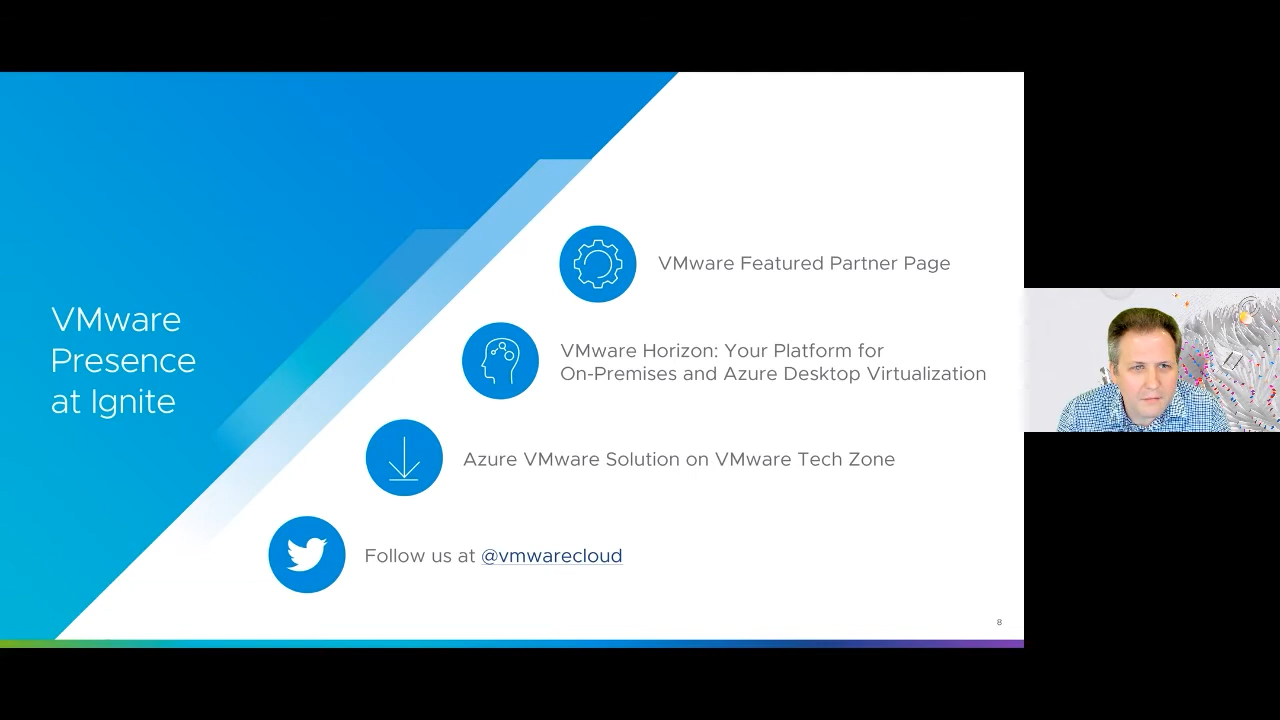 VMware
Presence
at Ignite
VMware Featured Partner Page
VMware Horizon: Your Platform for
On-Premises and Azure Desktop Virtualization
Azure VMware Solution on VMware Tech Zone
Follow us at @vmwarecloud
8